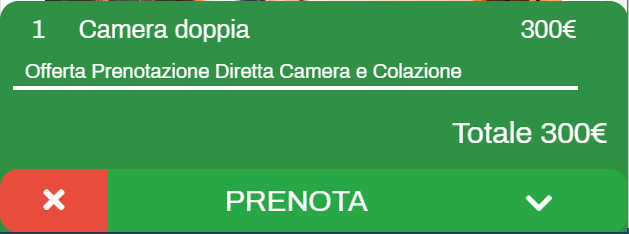 1 Camera doppia 300€
Offerta Prenotazione Diretta Camera e Colazione
Totale 300€
PRENOTA